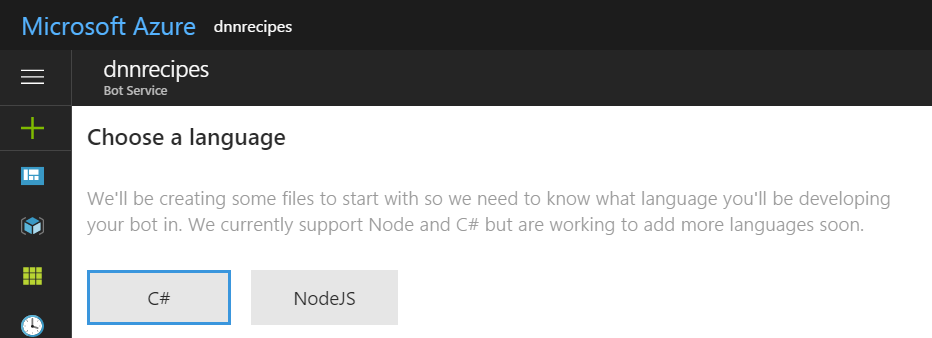 Microsoft Azure dnnrecipes
dnnrecipes
Bot Service
Choose a language
We'll be creating some files to start with so we need to know what language you'll be developing
your bot in. We currently support Node and C# but are working to add more languages soon.
C# NodeJS